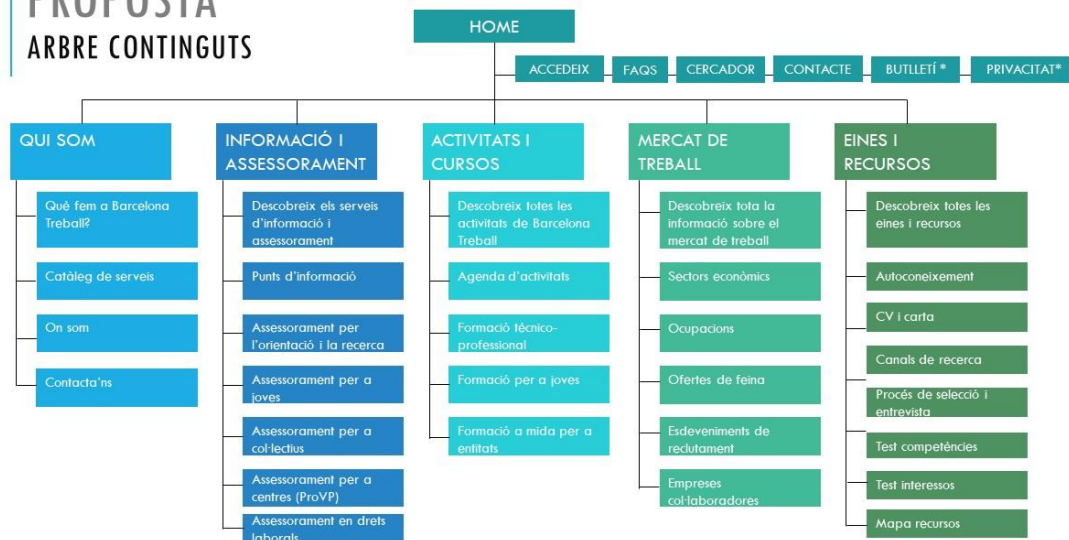 PROPOSTA
ARBRE CONTINGUTS
HOME
ACCEDEIX
FAQS
CERCADOR
CONTACTE
BUTLLETÍ *
PRIVACITAT*
QUI SOM
Què fem a Barcelona
Treball?
Catàleg de serveis
On som
Contacta'ns
INFORMACIÓ I
ASSESSORAMENT
Descobreix els serveis
d'informació i
assessorament
Punts d'informació
Assessorament per
l'orientació i la recerca
Assessorament per a
joves
Assessorament per a
col·lectius
Assessorament per a
centres (ProVP)
Assessorament en drets
laborals
ACTIVITATS I
CURSOS
Descobreix totes les
activitats de Barcelona
Treball
Agenda d'activitats
Formació técnico-
professional
Formació per a joves
Formació a mida per a
entitats
MERCAT DE
TREBALL
Descobreix tota la
informació sobre el
mercat de treball
Sectors econòmics
Ocupacions
Ofertes de feina
Esdeveniments de
reclutament
Empreses
col·laboradores
EINES I
RECURSOS
Descobreix totes les
eines i recursos
Autoconeixement
CV i carta
Canals de recerca
Procés de selecció i
entrevista
Test competències
Test interessos
Mapa recursos